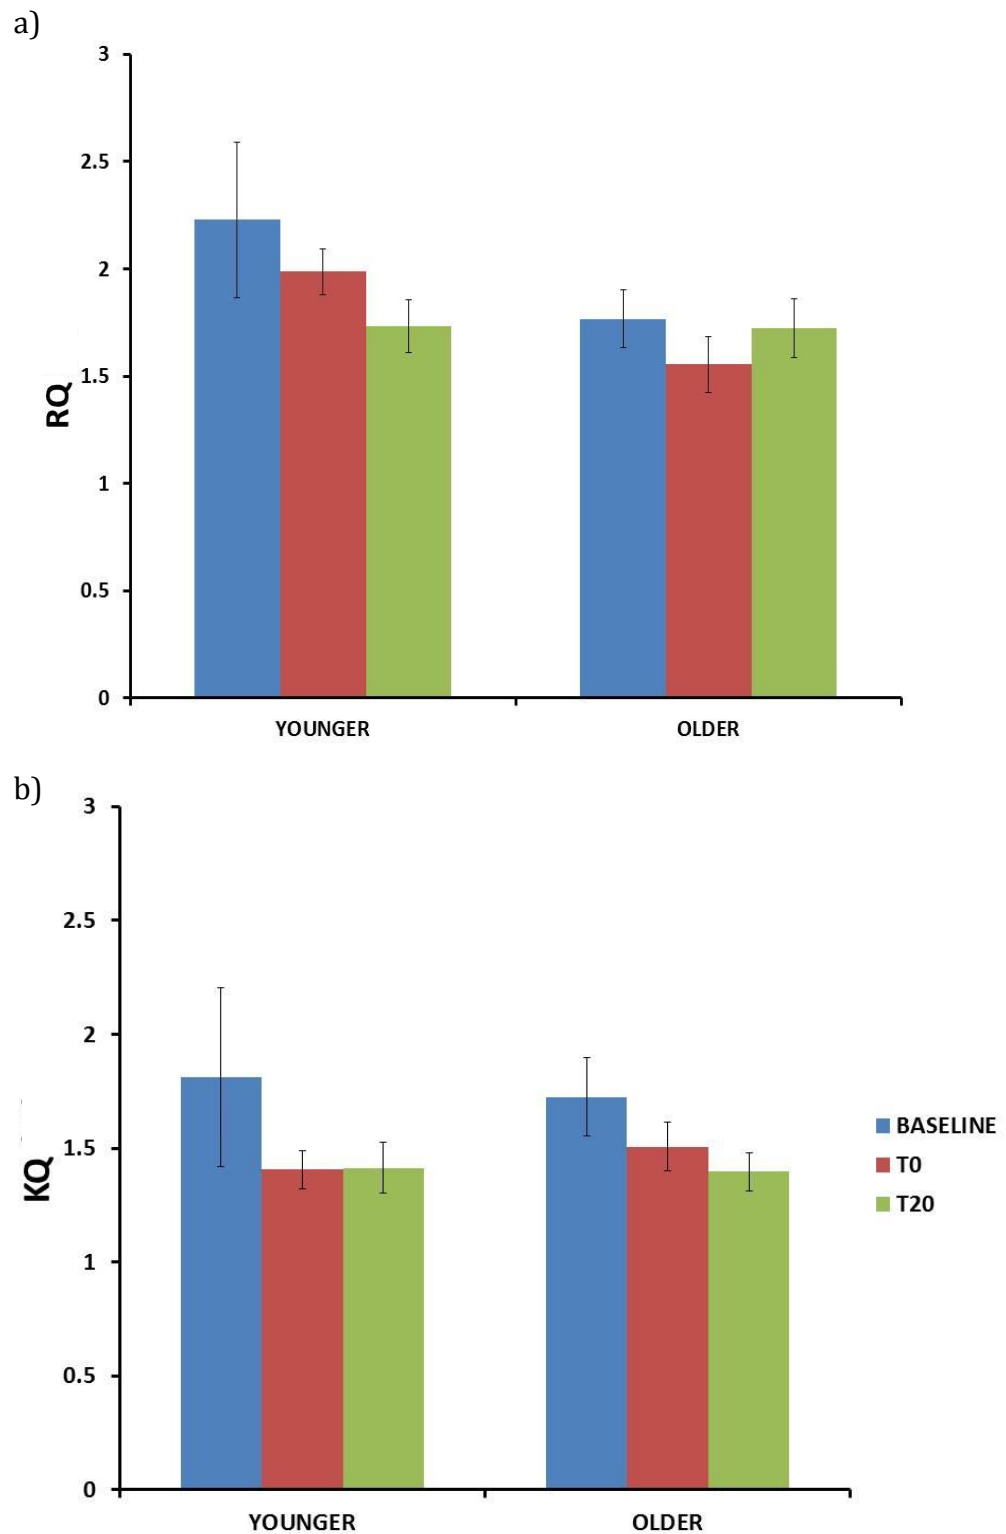 a)
3
2.5
2
1.5
1
0.5
0
RQ
YOUNGER
OLDER
b)
3
2.5
2
1.5
1
0.5
0
KQ
YOUNGER
OLDER
BASELINE
T0
T20